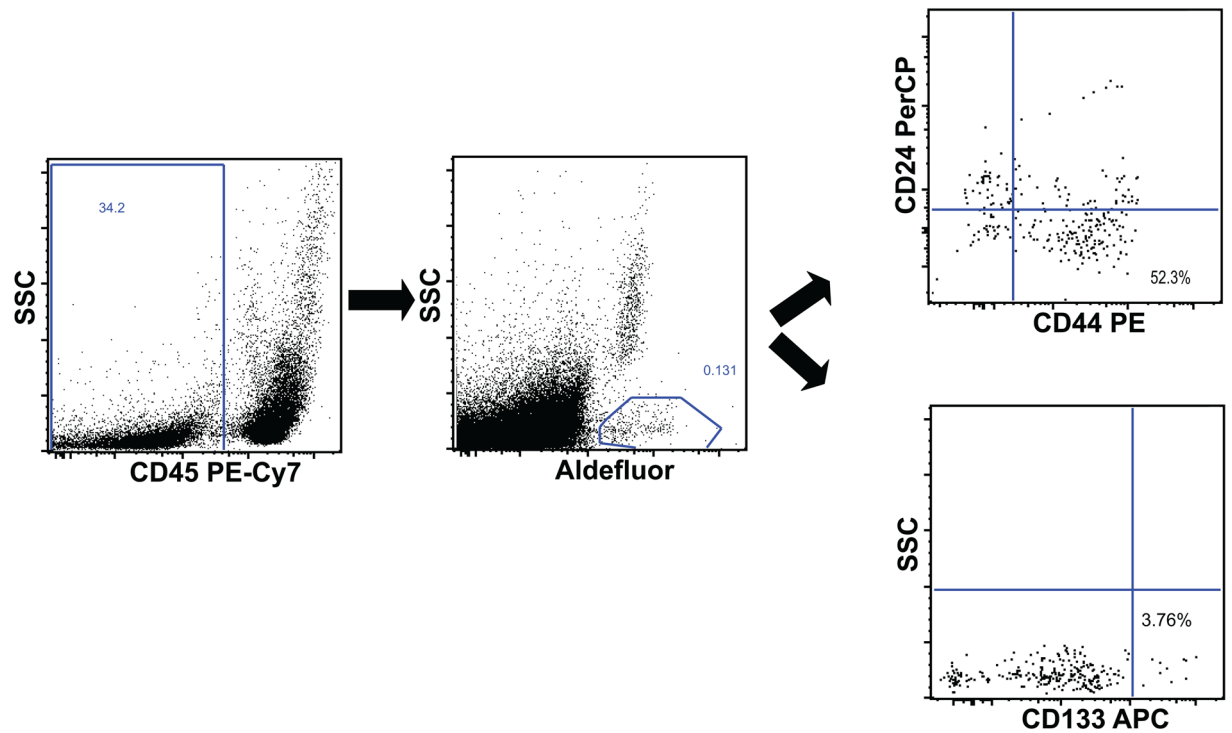 34.2
SSC
CD45 PE-Cy7
0.131
SSC
Aldefluor
CD24 PerCP
52.3%
CD44 PE
SSC
3.76%
CD133 APC